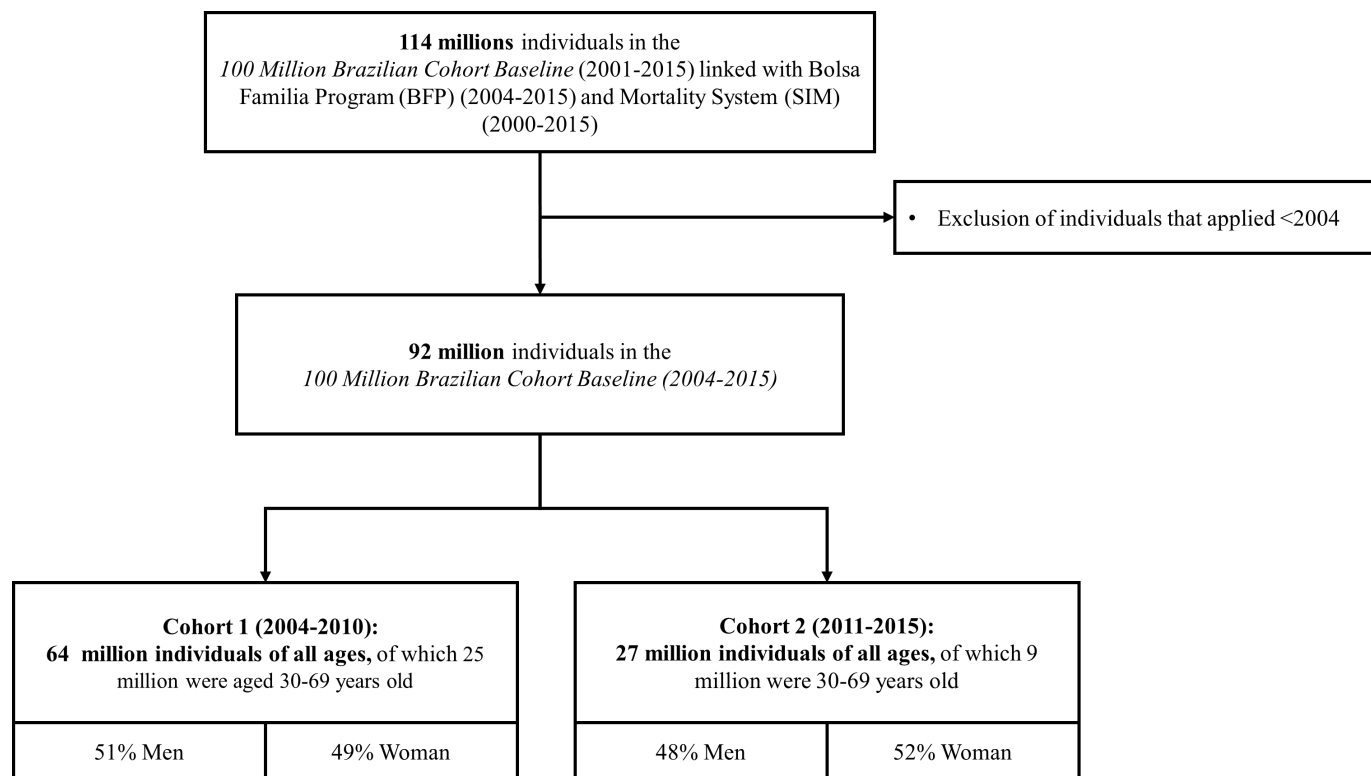 114 millions individuals in the
100 Million Brazilian Cohort Baseline (2001-2015) linked with Bolsa
Familia Program (BFP) (2004-2015) and Mortality System (SIM)
(2000-2015)
• Exclusion of individuals that applied <2004
92 million individuals in the
100 Million Brazilian Cohort Baseline (2004-2015)
Cohort 1 (2004-2010):
64 million individuals of all ages, of which 25
million were aged 30-69 years old
51% Men
49% Woman
Cohort 2 (2011-2015):
27 million individuals of all ages, of which 9
million were 30-69 years old
48% Men
52% Woman